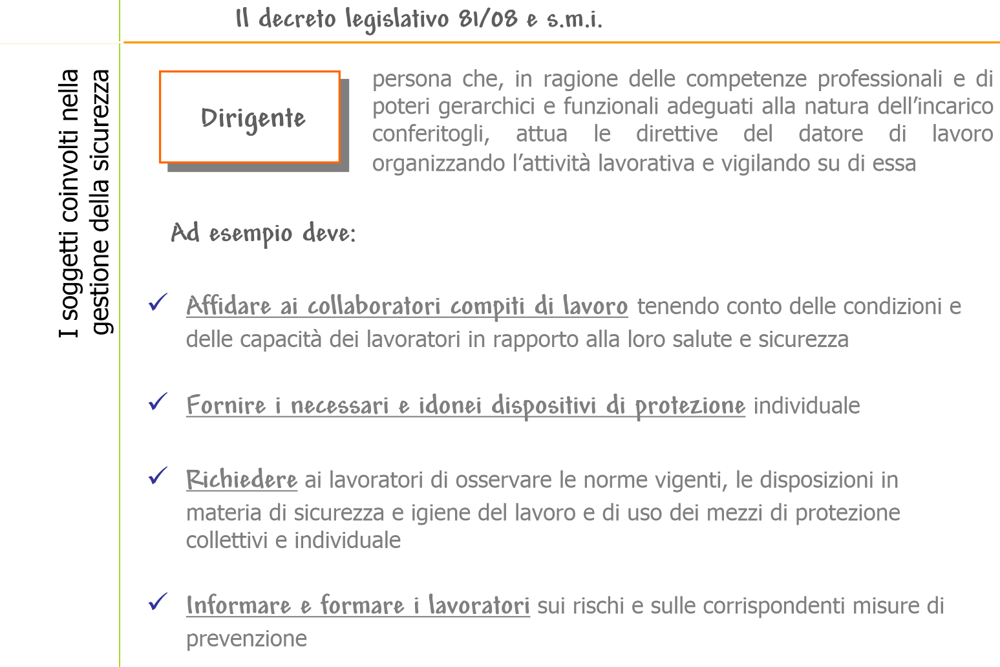 Il decreto legislativo 81/08 e s.m.i.
I soggetti coinvolti nella
gestione della sicurezza
Dirigente
persona che, in ragione delle competenze professionali e di
poteri gerarchici e funzionali adeguati alla natura dell’incarico
conferitogli, attua le direttive del datore di lavoro
organizzando l’attività lavorativa e vigilando su di essa
Ad esempio deve:
✓ Affidare ai collaboratori compiti di lavoro tenendo conto delle condizioni e
delle capacità dei lavoratori in rapporto alla loro salute e sicurezza
✓ Fornire i necessari e idonei dispositivi di protezione individuale
✓ Richiedere ai lavoratori di osservare le norme vigenti, le disposizioni in
materia di sicurezza e igiene del lavoro e di uso dei mezzi di protezione
collettivi e individuale
✓ Informare e formare i lavoratori sui rischi e sulle corrispondenti misure di
prevenzione